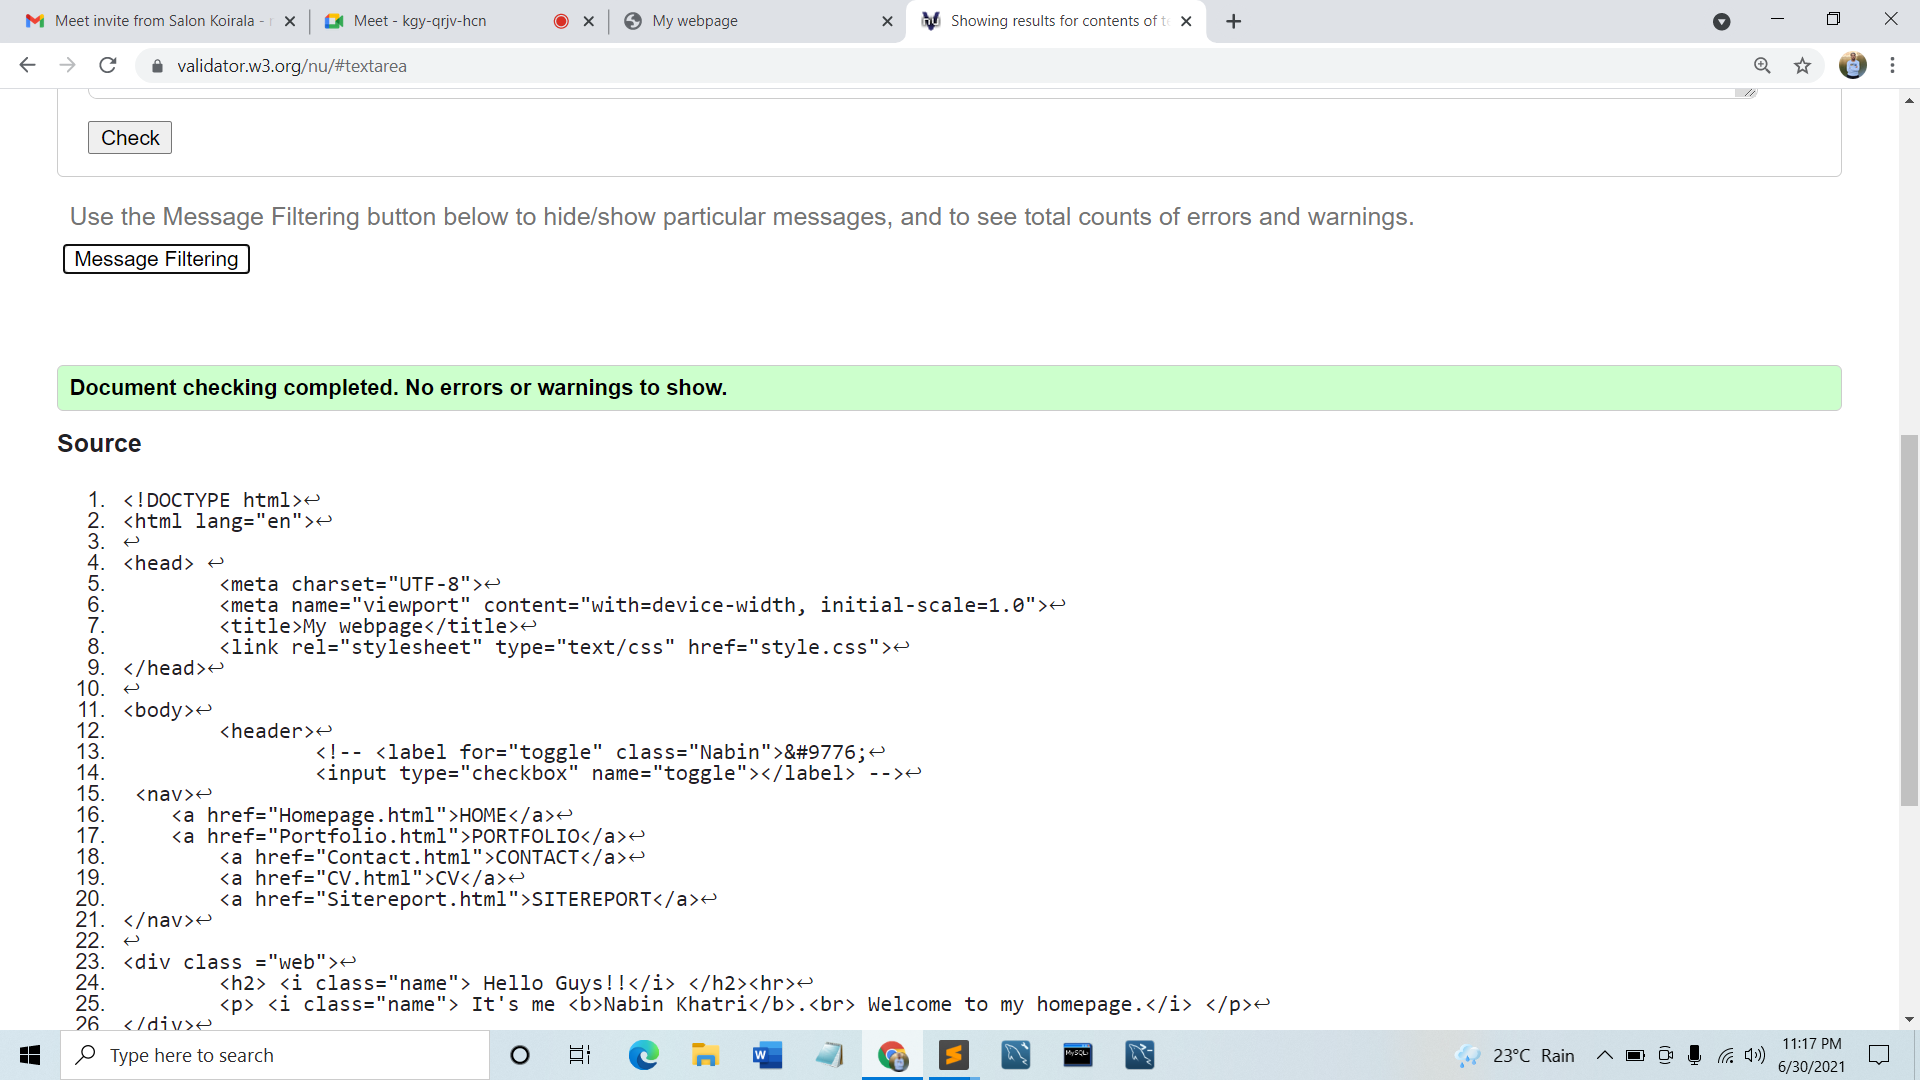 Meet invite from Salon Koirala -
Meet - kgy-qrjv-hcn
My webpage
Showing results for contents of te
validator.w3.org/nu/#textarea
Check
Use the Message Filtering button below to hide/show particular messages, and to see total counts of errors and warnings.
Message Filtering
Document checking completed. No errors or warnings to show.
Source
1. <!DOCTYPE html>↩
2. <html lang="en">↩
3. ↩
4. <head> ↩
5. <meta charset="UTF-8">↩
6. <meta name="viewport" content="with=device-width, initial-scale=1.0">↩
7. <title>My webpage</title>↩
8. <link rel="stylesheet" type="text/css" href="style.css">↩
9. </head>↩
10. ↩
11. <body>↩
12. <header>↩
13. <!-- <label for="toggle" class="Nabin">&#9776;↩
14. <input type="checkbox" name="toggle"></label> -->↩
15. <nav>↩
16. <a href="Homepage.html">HOME</a>↩
17. <a href="Portfolio.html">PORTFOLIO</a>↩
18. <a href="Contact.html">CONTACT</a>↩
19. <a href="CV.html">CV</a>↩
20. <a href="Sitereport.html">SITEREPORT</a>↩
21. </nav>↩
22. ↩
23. <div class ="web">↩
24. <h2> <i class="name"> Hello Guys!!</i> </h2><hr>↩
25. <p> <i class="name"> It's me <b>Nabin Khatri</b>.<br> Welcome to my homepage.</i> </p>↩
26. </div>↩
Type here to search
MySQL
23°C Rain
11:17 PM
6/30/2021